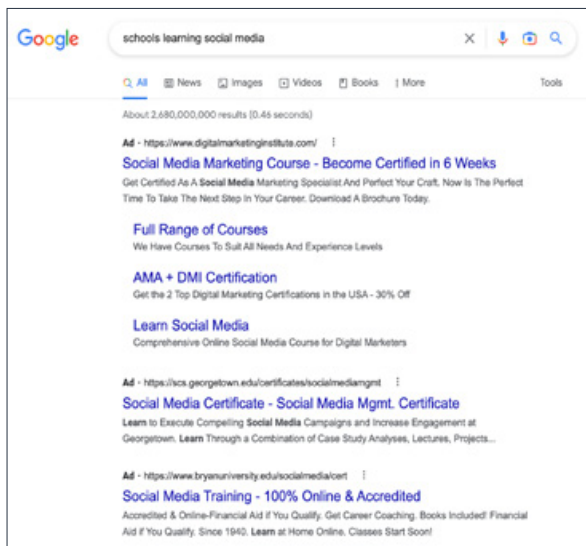 Google
schools learning social media
All News Images Videos Books More Tools
About 2,680,000,000 results (0.46 seconds)
Ad · https://www.digitalmarketinginstitute.com/
Social Media Marketing Course - Become Certified in 6 Weeks
Get Certified As A Social Media Marketing Specialist And Perfect Your Craft. Now Is The Perfect
Time To Take The Next Step In Your Career. Download A Brochure Today.
Full Range of Courses
We Have Courses To Suit All Needs And Experience Levels
AMA + DMI Certification
Get the 2 Top Digital Marketing Certifications in the USA - 30% Off
Learn Social Media
Comprehensive Online Social Media Course for Digital Marketers
Ad · https://scs.georgetown.edu/certificates/socialmediamgmt
Social Media Certificate - Social Media Mgmt. Certificate
Learn to Execute Compelling Social Media Campaigns and Increase Engagement at
Georgetown. Learn Through a Combination of Case Study Analyses, Lectures, Projects...
Ad · https://www.bryanuniversity.edu/socialmedia/cert
Social Media Training - 100% Online & Accredited
Accredited & Online-Financial Aid if You Qualify. Get Career Coaching. Books Included! Financial
Aid if You Qualify. Since 1940. Learn at Home Online. Classes Start Soon!